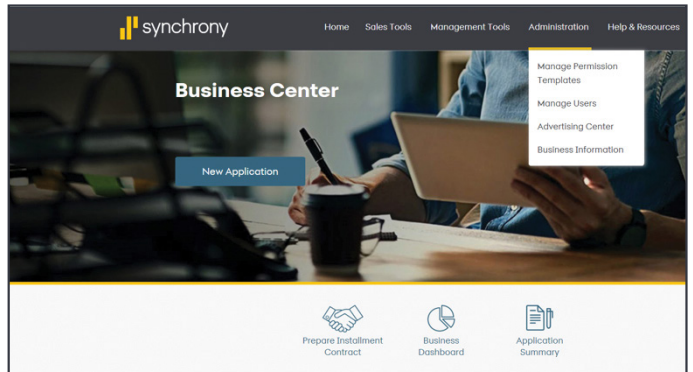 synchrony
Home Sales Tools Management Tools Administration Help & Resources
Manage Permission
Templates
Manage Users
Advertising Center
Business Information
Business Center
New Application
Prepare Installment
Contract
Business
Dashboard
Application
Summary